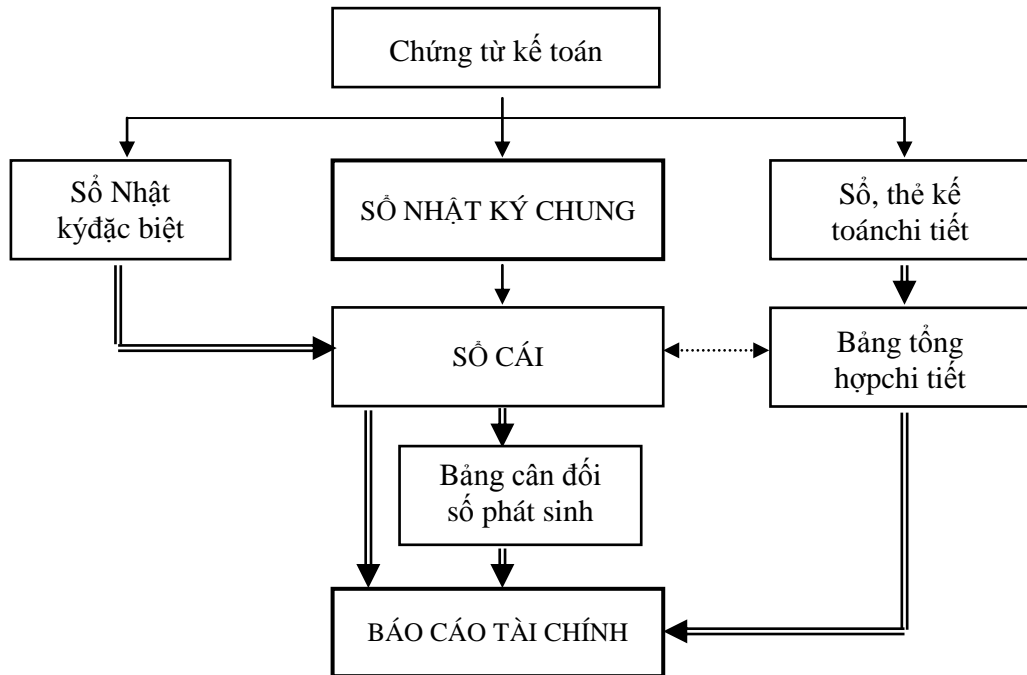 Chứng từ kế toán
Sổ Nhật
kýđặc biệt
SỔ NHẬT KÝ CHUNG
Sổ, thẻ kế
toánchi tiết
SỔ CÁI
Bảng tổng
hợpchi tiết
Bảng cân đối
số phát sinh
BÁO CÁO TÀI CHÍNH